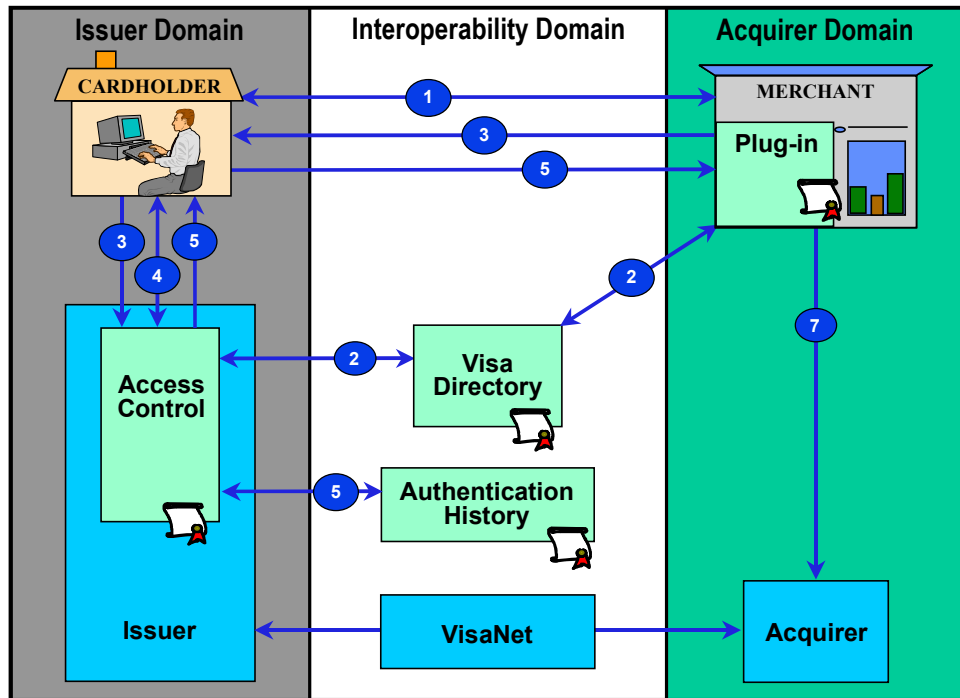 Issuer Domain
Interoperability Domain
Acquirer Domain
CARDHOLDER
1
MERCHANT
3
Plug-in
5
3
4
5
2
7
2
Visa
Directory
Access
Control
5
Authentication
History
Issuer
VisaNet
Acquirer